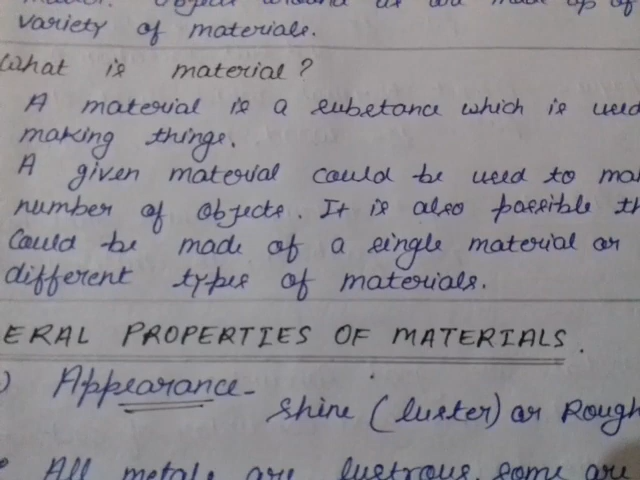 variety of materials.
What is material?
A material is a substance which is used
making things.
A given material could be used to
number of objects. It is also possible
could be made of a single material or
different types of materials.
ERAL PROPERTIES OF MATERIALS.
) Appearance-
Shine (luster) or Rough
All metals are lustrous. some are